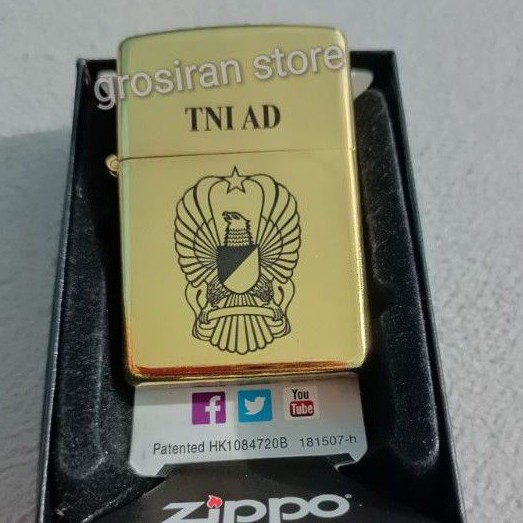 grosiran store
TNI AD
You
Tube
Patented HK1084720B 181507-h
zippo